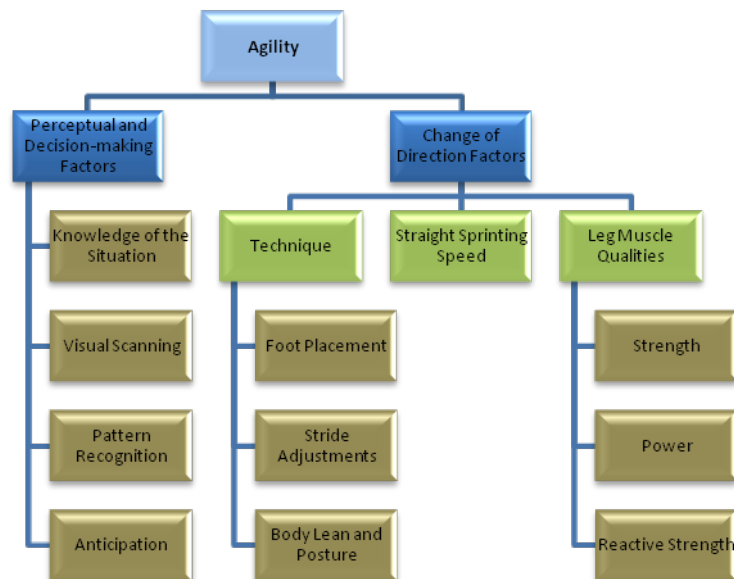 Agility
Perceptual and
Decision-making
Factors
Change of
Direction Factors
Knowledge of the
Situation
Technique
Straight Sprinting
Speed
Leg Muscle
Qualities
Visual Scanning
Foot Placement
Strength
Pattern
Recognition
Stride
Adjustments
Power
Anticipation
Body Lean and
Posture
Reactive Strength